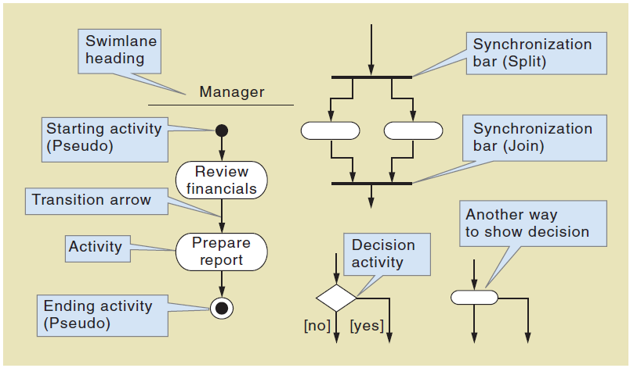 Swimlane
heading
Manager
Starting activity
(Pseudo)
Review
financials
Transition arrow
Activity
Prepare
report
Ending activity
(Pseudo)
Synchronization
bar (Split)
Synchronization
bar (Join)
Decision
activity
[no]
[yes]
Another way
to show decision